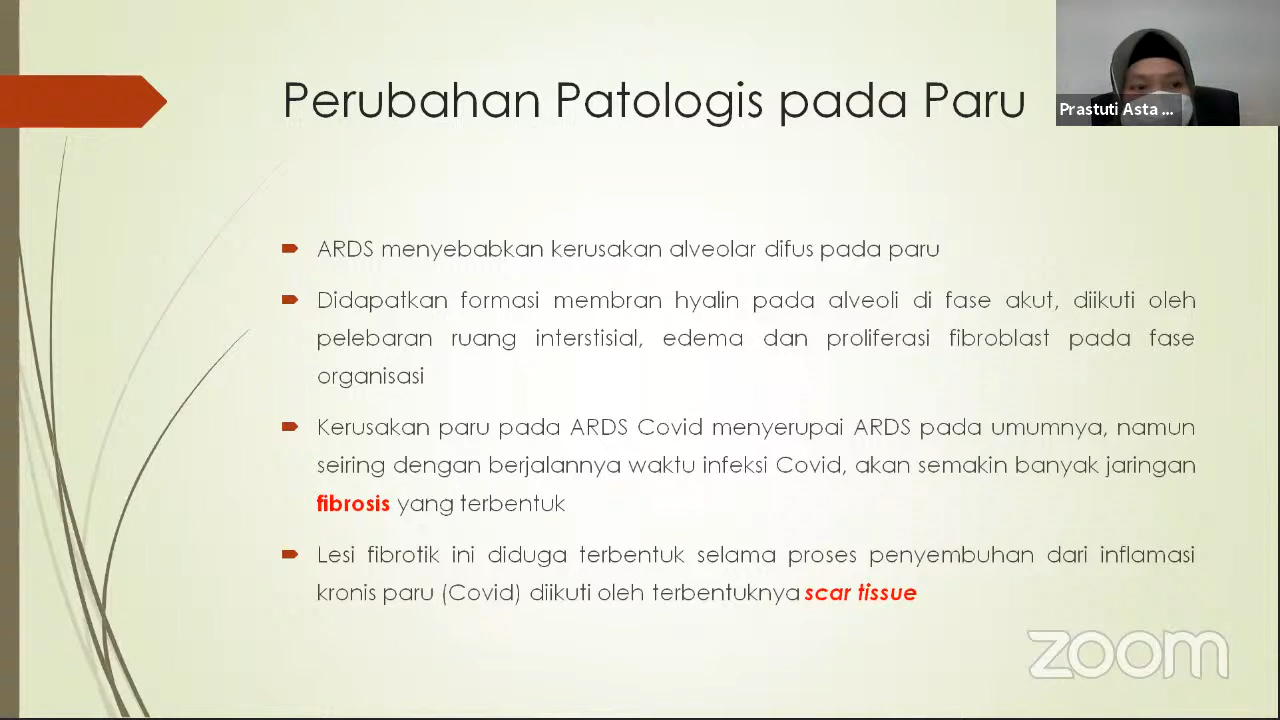 Perubahan Patologis pada Paru
Prastuti Asta ...
ARDS menyebabkan kerusakan alveolar difus pada paru
Didapatkan formasi membran hyalin pada alveoli di fase akut, diikuti oleh
pelebaran ruang interstisial, edema dan proliferasi fibroblast pada fase
organisasi
Kerusakan paru pada ARDS Covid menyerupai ARDS pada umumnya, namun
seiring dengan berjalannya waktu infeksi Covid, akan semakin banyak jaringan
fibrosis yang terbentuk
Lesi fibrotik ini diduga terbentuk selama proses penyembuhan dari inflamasi
kronis paru (Covid) diikuti oleh terbentuknya scar tissue
zoom